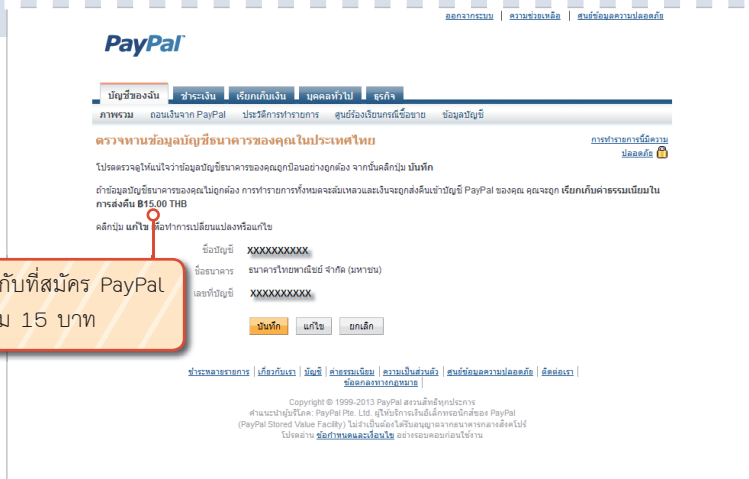 ออกจากระบบ | ความช่วยเหลือ | ศูนย์ข้อมูลความปลอดภัย
PayPal
บัญชีของฉัน ชำระเงิน เรียกเก็บเงิน บุคคลทั่วไป ธุรกิจ
ภาพรวม ถอนเงินจาก PayPal ประวัติการทำรายการ ศูนย์ร้องเรียนกรณีซื้อขาย ข้อมูลบัญชี
ตรวจทานข้อมูลบัญชีธนาคารของคุณในประเทศไทย
การทำรายการนี้มีความ
ปลอดภัย
โปรดตรวจดูให้แน่ใจว่าข้อมูลบัญชีธนาคารของคุณถูกป้อนอย่างถูกต้อง จากนั้นคลิกปุ่ม บันทึก
ถ้าข้อมูลบัญชีธนาคารของคุณไม่ถูกต้อง การทำรายการทั้งหมดจะล้มเหลวและเงินจะถูกส่งคืนเข้าบัญชี PayPal ของคุณ คุณจะถูก เรียกเก็บค่าธรรมเนียมใน
การส่งคืน ฿15.00 THB
คลิกปุ่ม แก้ไข เพื่อทำการเปลี่ยนแปลงหรือแก้ไข
ชื่อบัญชี XXXXXXXXXX
ชื่อธนาคาร ธนาคารไทยพาณิชย์ จำกัด (มหาชน)
เลขที่บัญชี XXXXXXXXXX
กับที่สมัคร PayPal
ม 15 บาท
บันทึก แก้ไข ยกเลิก
ชำระหลายรายการ | เกี่ยวกับเรา | บัญชี | ค่าธรรมเนียม | ความเป็นส่วนตัว | ศูนย์ข้อมูลความปลอดภัย | ติดต่อเรา |
ข้อตกลงทางกฎหมาย |
Copyright © 1999-2013 PayPal สงวนสิทธิ์ทุกประการ
คำแนะนำผู้บริโภค: PayPal Pte. Ltd. ผู้ให้บริการเงินอิเล็กทรอนิกส์ของ PayPal
(PayPal Stored Value Facility) ไม่จำเป็นต้องได้รับอนุญาตจากธนาคารกลางสิงคโปร์
โปรดอ่าน ข้อกำหนดและเงื่อนไข อย่างรอบคอบก่อนใช้งาน